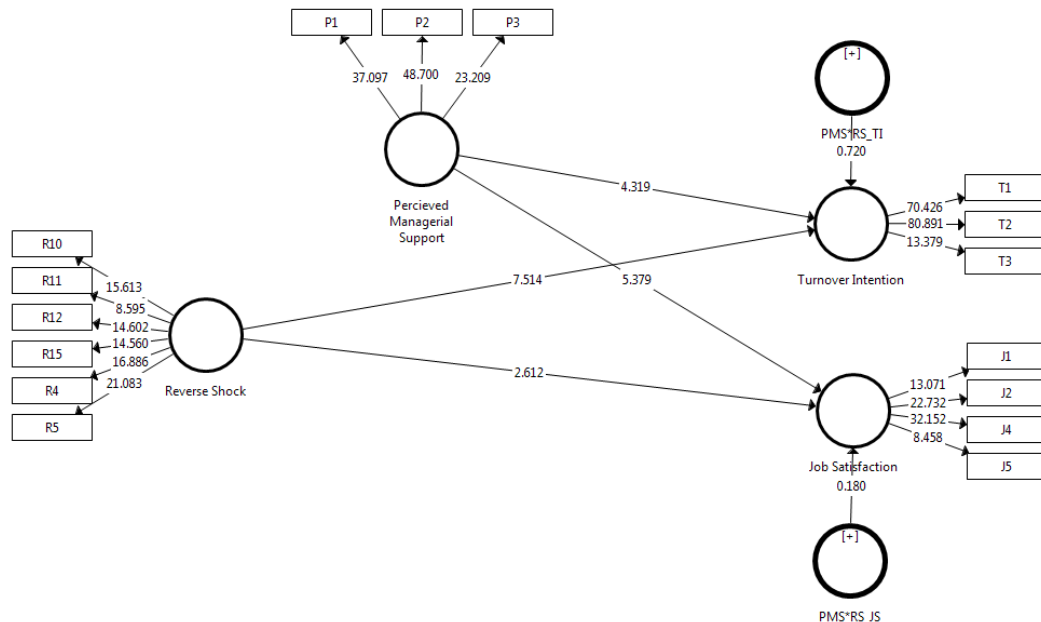 P1
P2
P3
37.097
48.700
23.209
Percieved
Managerial
Support
[+]
PMS*RS_TI
0.720
4.319
7.514
5.379
2.612
T1
T2
T3
70.426
80.891
13.379
Turnover Intention
R10
R11
R12
R15
R4
R5
15.613
8.595
14.602
14.560
16.886
21.083
Reverse Shock
J1
J2
J4
J5
13.071
22.732
32.152
8.458
Job Satisfaction
0.180
[+]
PMS*RS_JS